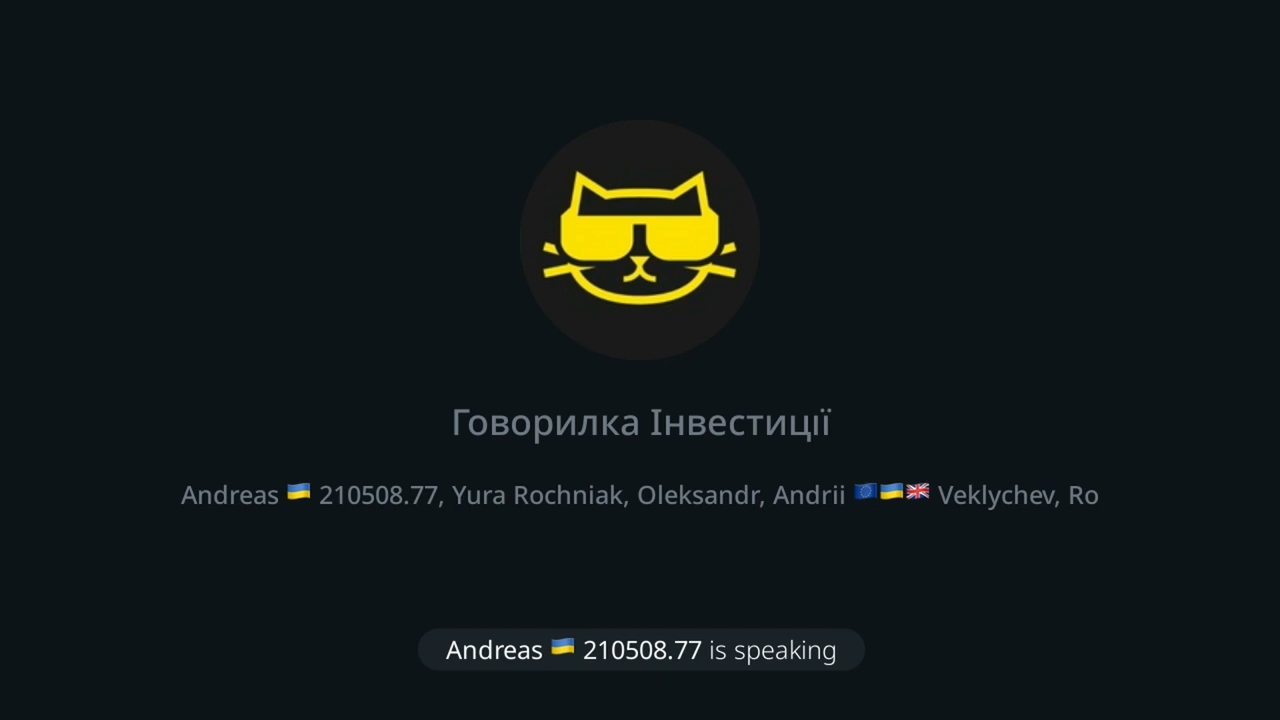 Говорилка Інвестиції
Andreas 🇺🇦 210508.77, Yura Rochniak, Oleksandr, Andrii 🇪🇺🇺🇦🇬🇧 Veklychev, Ro
Andreas 🇺🇦 210508.77 is speaking